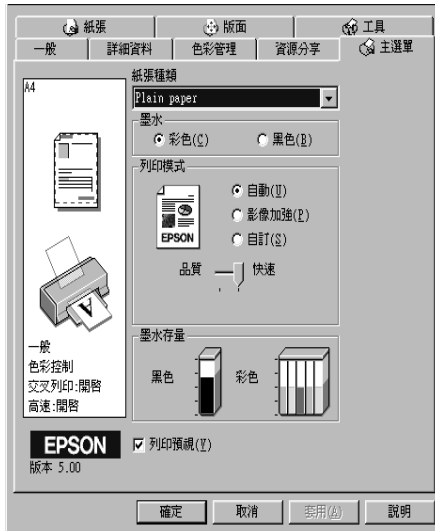 紙張
版面
工具
一般
詳細資料
色彩管理
資源分享
主選單
A4
紙張種類
Plain paper
墨水
彩色(C)
黑色(B)
列印模式
EPSON
自動(U)
影像加強(P)
自訂(S)
品質
快速
A
一般
色彩控制
交叉列印:開啓
高速:開啓
墨水存量
黑色
彩色
EPSON
版本 5.00
列印預視(Y)
確定
取消
套用(A)
說明